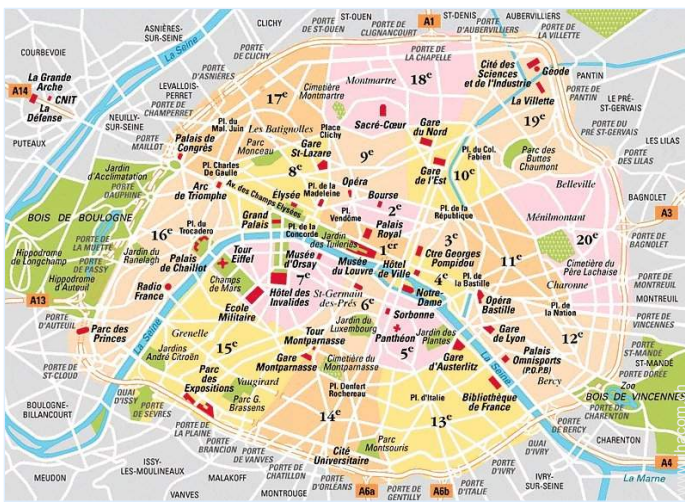 ASNIÈRES-
SUR-SEINE
CLICHY
ST-OUEN
A1
ST-DENIS
AUBERVILLIERS
COURBEVOIE
La Seine
PORTE
DE ST-OUEN
PORTE DE
CLIGNANCOURT
PORTE
D'AUBERVILLIERS
PORTE DE
LA VILLETTE
PORTE
DE CLICHY
PORTE DE
LA CHAPELLE
La Grande
Arche
A14
CNIT
La
Défense
LEVALLOIS-
PERRET
PORTE
D'ASNIÈRES
PORTE DE
CHAMPERRET
17e
Cimetière
Montmartre
Montmartre
18e
Cité des
Sciences
et de l'Industrie
Géode
PANTIN
PORTE
DE PANTIN
La Villette
19e
LE PRÉ-
ST-GERVAIS
PORTE DU
PRÉ ST-GERVAIS
NEUILLY-
SUR-SEINE
PUTEAUX
PORTE
MAILLOT
Pl. du
Mal. Juin
Les Batignolles
Place
Clichy
Sacré-Cœur
Gare
du Nord
Palais de
Congrès
Parc
Monceau
Gare
St-Lazare
9e
Pl. du Col.
Fabien
LES LILAS
PORTE
DES LILAS
Parc des
Buttes
Chaumont
Jardin
d'Acclimatation
PORTE
DAUPHINE
Pl. Charles
De Gaulle
8e
Gare
de l'Est
10e
Arc
de Triomphe
Av. des Champs Elysées
Élysée
Pl. de la
Madeleine
Opéra
Bourse
Belleville
BOIS DE BOULOGNE
16e
Grand
Palais
Pl.
Vendôme
2e
Pl. de la
République
Ménilmontant
BAGNOLET
A3
Pl. du
Trocadero
Pl. de la
Concorde
Jardin
des Tuileries
Palais
Royal
1er
3e
Ctre Georges
Pompidou
20e
PORTE
DE BAGNOLET
PORTE DE
LA MUETTE
Hippodrome
de Longchamp
Jardin du
Ranelagh
Palais
de Chaillot
Tour
Eiffel
Musée
d'Orsay
Musée
du Louvre
Hôtel
de Ville
4e
11e
Cimetière du
Père Lachaise
PORTE
DE PASSY
Hippodrome
d'Auteuil
Radio
France
Champs
de Mars
7e
Hôtel des
Invalides
St-Germain
des-Prés
6e
Notre-
Dame
Pl. de
la Bastille
Charonne
PORTE DE
MONTREUIL
MONTREUIL
A13
Ecole
Militaire
Sorbonne
Opéra
Bastille
Pl. de
la Nation
PORTE DE
VINCENNES
PORTE
D'AUTEUIL
Parc des
Princes
La Seine
Grenelle
Tour
Montparnasse
Jardin du
Luxembourg
Panthéon
5e
Jardin des
Plantes
Gare
de Lyon
12e
ST-
MANDÉ
PORTE DE
ST-MANDÉ
PORTE
DE ST-CLOUD
Jardins
André Citroën
15e
Gare
Montparnasse
Cimetière du
Montparnasse
Gare
d'Austerlitz
Palais
Omnisports
(P.O.P.B)
Bercy
PORTE DORÉE
Zoo
Parc
des
Expositions
Vaugirard
Parc G.
Brassens
Pl. Denfert
Rochereau
Pl. d'Italie
La Seine
Bibliothèque
de France
BOIS DE VINCENNES
BOULOGNE-
BILLANCOURT
QUAI
D'ISSY
PORTE
DE SÈVRES
14e
13e
PORTE
DE CHARENTON
PORTE
DE BERCY
CHARENTON
PORTE
DE LA PLAINE
PORTE
BRANCION
PORTE
DE VANVES
Cité
Universitaire
Parc
Montsouris
QUAI
D'IVRY
A4
ISSY-
LES-MOULINEAUX
PORTE
DE CHATILLON
PORTE
D'IVRY
MEUDON
VANVES
MALAKOFF
MONTROUGE
PORTE
D'ORLÉANS
A6a
PORTE
DE GENTILLY
A6b
PORTE
D'ITALIE
IVRY-
SUR-SEINE
La Marne